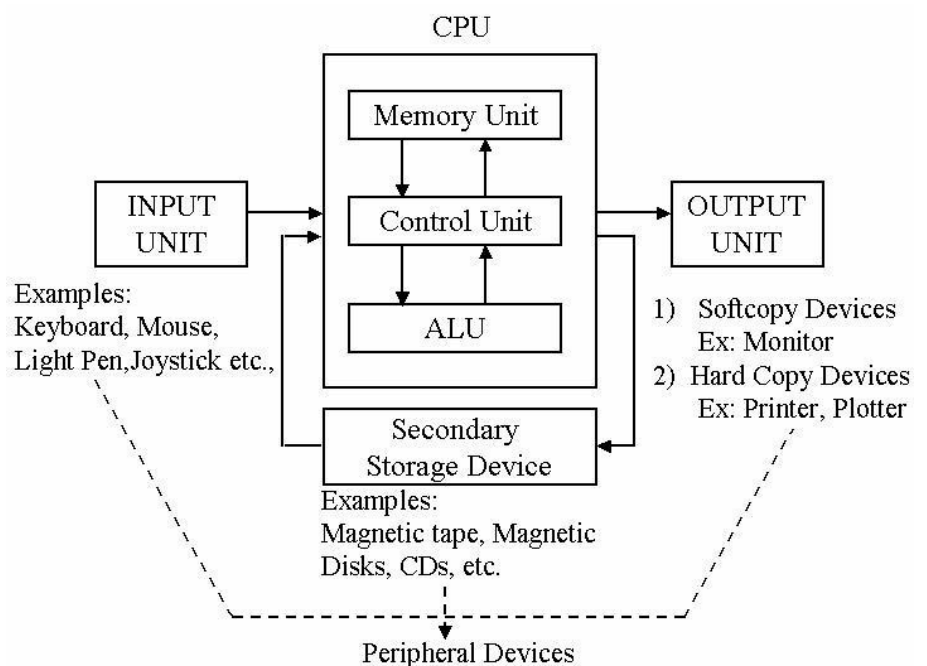 CPU
Memory Unit
Control Unit
ALU
INPUT
UNIT
OUTPUT
UNIT
Examples:
Keyboard, Mouse,
Light Pen,Joystick etc.,
1) Softcopy Devices
Ex: Monitor
2) Hard Copy Devices
Ex: Printer, Plotter
Secondary
Storage Device
Examples:
Magnetic tape, Magnetic
Disks, CDs, etc.
Peripheral Devices